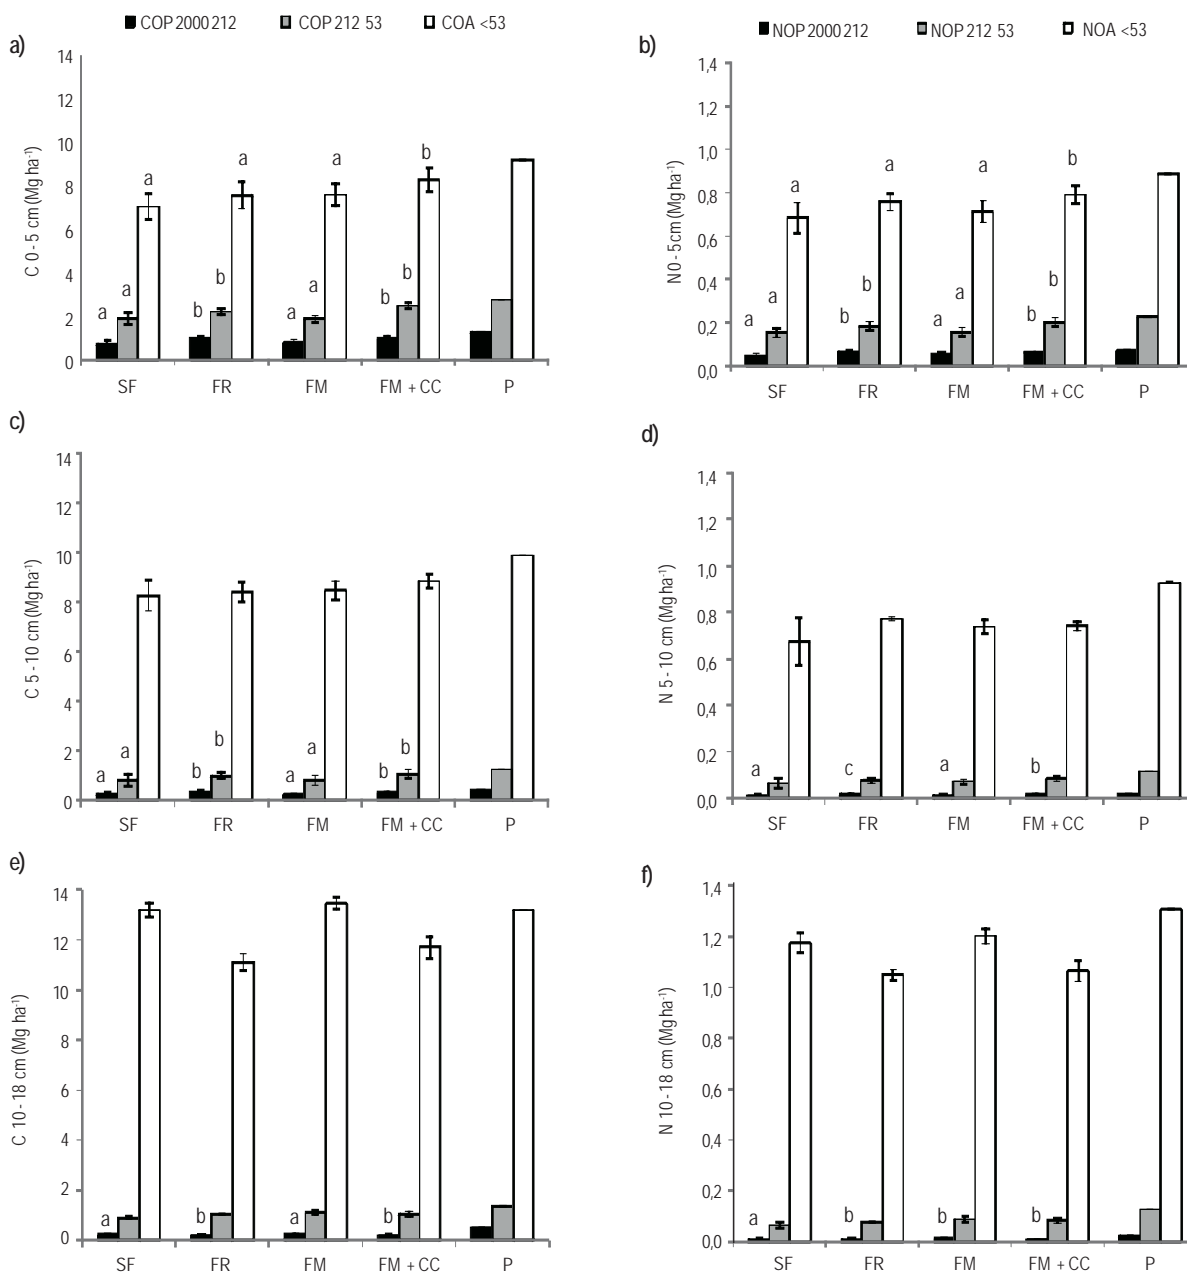 COP 2000 212 COP 212 53 COA <53
a)
C 0 - 5 cm (Mg ha-1)
14
12
10
8
6
4
2
0
a a a
b b a
a a a
b b b
SF FR FM FM + CC P
NOP 2000 212 NOP 212 53 NOA <53
b)
N 0 - 5 cm (Mg ha-1)
1,4
1,2
1,0
0,8
0,6
0,4
0,2
0,0
a a a
b b a
a a a
b b b
SF FR FM FM + CC P
c)
C 5 - 10 cm (Mg ha-1)
14
12
10
8
6
4
2
0
a a
b b
a a
b b
SF FR FM FM + CC P
d)
N 5 - 10 cm (Mg ha-1)
1,4
1,2
1,0
0,8
0,6
0,4
0,2
0,0
a c a b
SF FR FM FM + CC P
e)
C 10 - 18 cm (Mg ha-1)
14
12
10
8
6
4
2
0
a b a b
SF FR FM FM + CC P
f)
N 10 - 18 cm (Mg ha-1)
1,4
1,2
1,0
0,8
0,6
0,4
0,2
0,0
a b b b
SF FR FM FM + CC P